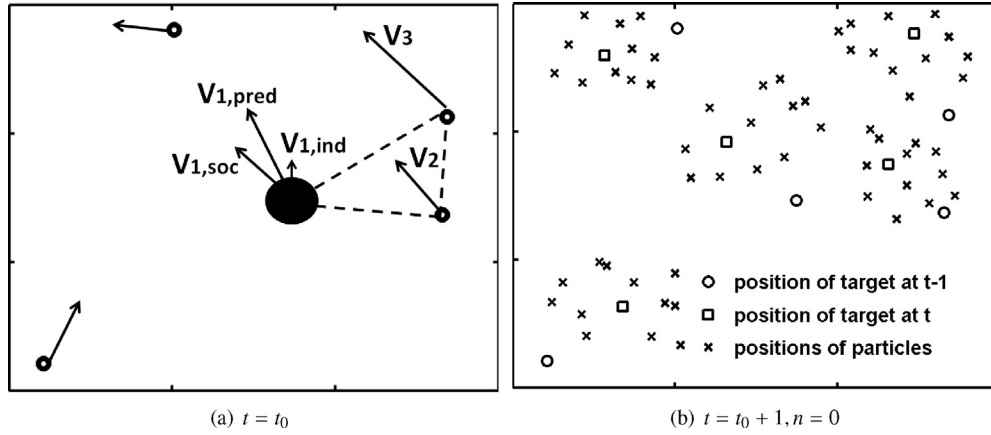 V3
V1,pred
V1,ind
V1,soc
V2
position of target at t-1
position of target at t
positions of particles
(a) t = t0
(b) t = t0 + 1, n = 0